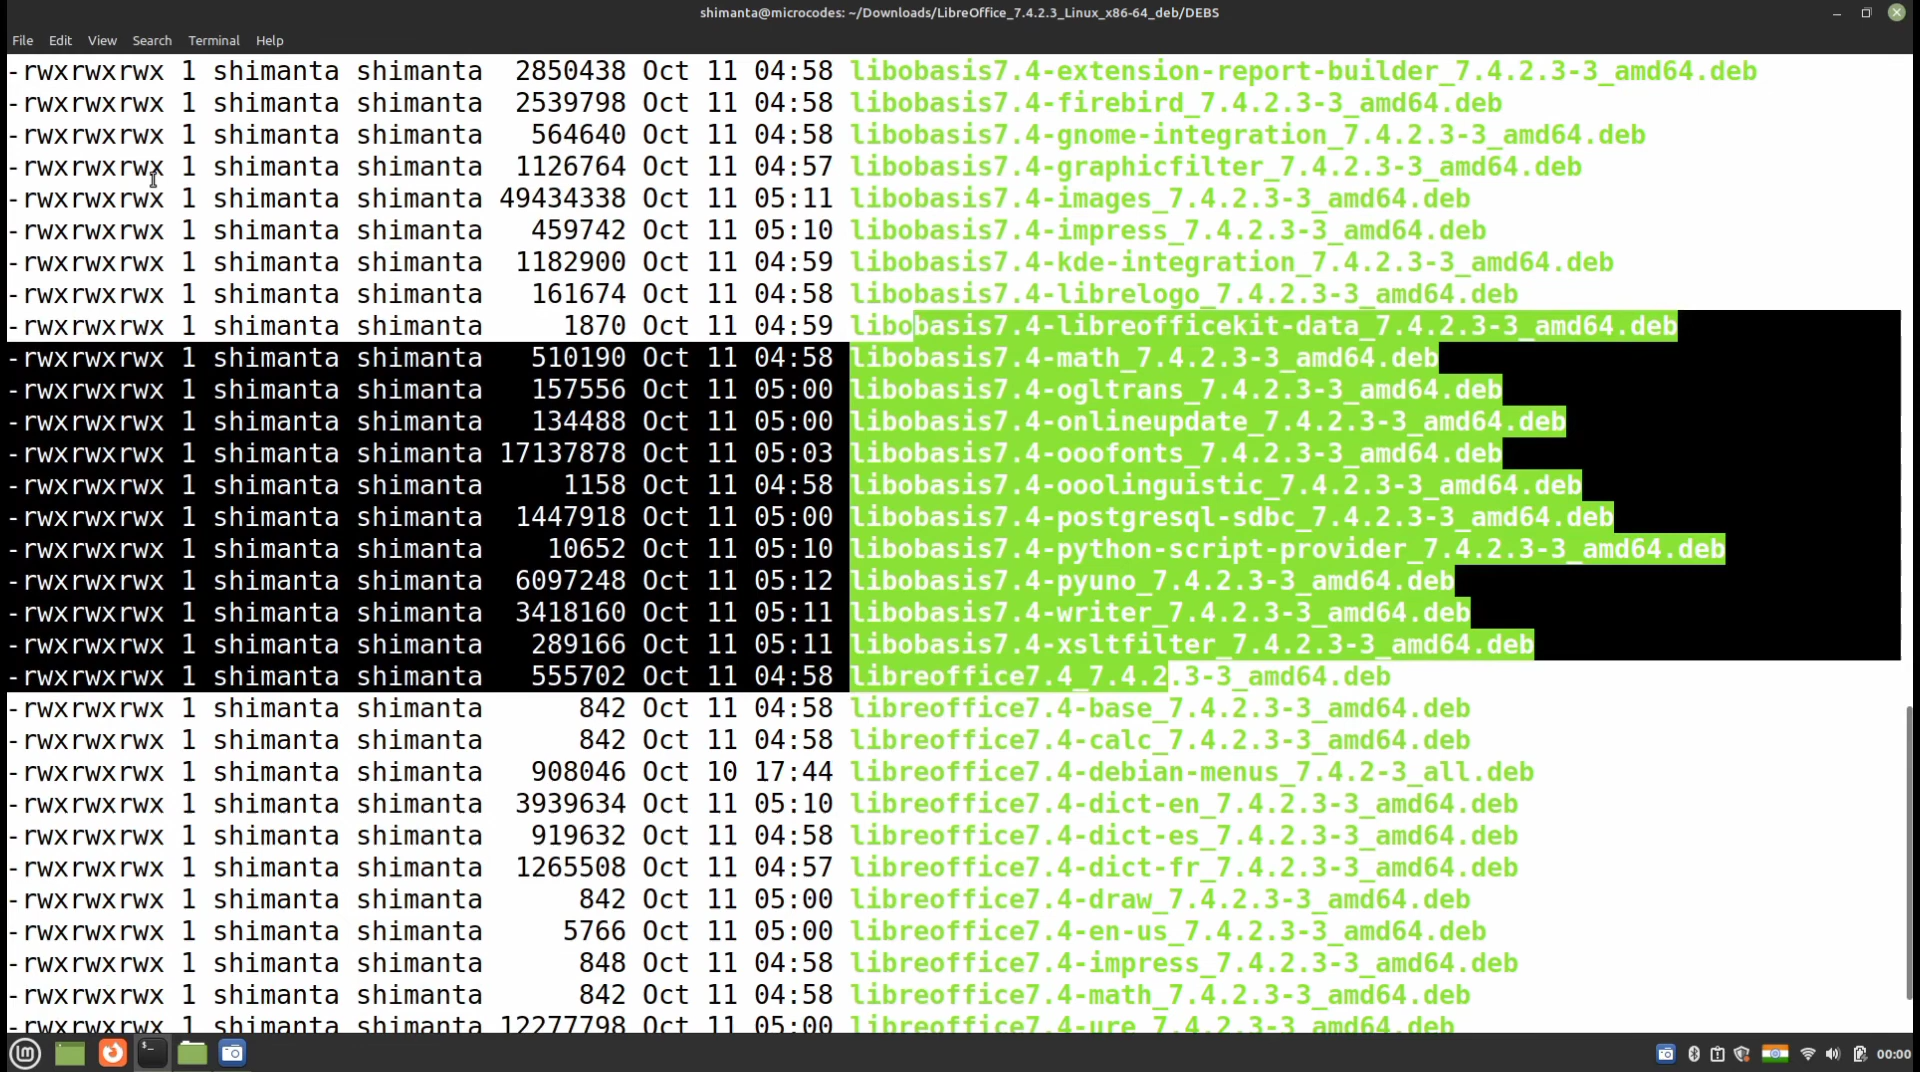 shimanta@microcodes: ~/Downloads/LibreOffice_7.4.2.3_Linux_x86-64_deb/DEBS
File Edit View Search Terminal Help
-rwxrwxrwx 1 shimanta shimanta 2850438 Oct 11 04:58 libobasis7.4-extension-report-builder_7.4.2.3-3_amd64.deb
-rwxrwxrwx 1 shimanta shimanta 2539798 Oct 11 04:58 libobasis7.4-firebird_7.4.2.3-3_amd64.deb
-rwxrwxrwx 1 shimanta shimanta 564640 Oct 11 04:58 libobasis7.4-gnome-integration_7.4.2.3-3_amd64.deb
-rwxrwxrwx 1 shimanta shimanta 1126764 Oct 11 04:57 libobasis7.4-graphicfilter_7.4.2.3-3_amd64.deb
-rwxrwxrwx 1 shimanta shimanta 49434338 Oct 11 05:11 libobasis7.4-images_7.4.2.3-3_amd64.deb
-rwxrwxrwx 1 shimanta shimanta 459742 Oct 11 05:10 libobasis7.4-impress_7.4.2.3-3_amd64.deb
-rwxrwxrwx 1 shimanta shimanta 1182900 Oct 11 04:59 libobasis7.4-kde-integration_7.4.2.3-3_amd64.deb
-rwxrwxrwx 1 shimanta shimanta 161674 Oct 11 04:58 libobasis7.4-librelogo_7.4.2.3-3_amd64.deb
-rwxrwxrwx 1 shimanta shimanta 1870 Oct 11 04:59 libobasis7.4-libreofficekit-data_7.4.2.3-3_amd64.deb
-rwxrwxrwx 1 shimanta shimanta 510190 Oct 11 04:58 libobasis7.4-math_7.4.2.3-3_amd64.deb
-rwxrwxrwx 1 shimanta shimanta 157556 Oct 11 05:00 libobasis7.4-ogltrans_7.4.2.3-3_amd64.deb
-rwxrwxrwx 1 shimanta shimanta 134488 Oct 11 05:00 libobasis7.4-onlineupdate_7.4.2.3-3_amd64.deb
-rwxrwxrwx 1 shimanta shimanta 17137878 Oct 11 05:03 libobasis7.4-ooofonts_7.4.2.3-3_amd64.deb
-rwxrwxrwx 1 shimanta shimanta 1158 Oct 11 04:58 libobasis7.4-ooolinguistic_7.4.2.3-3_amd64.deb
-rwxrwxrwx 1 shimanta shimanta 1447918 Oct 11 05:00 libobasis7.4-postgresql-sdbc_7.4.2.3-3_amd64.deb
-rwxrwxrwx 1 shimanta shimanta 10652 Oct 11 05:10 libobasis7.4-python-script-provider_7.4.2.3-3_amd64.deb
-rwxrwxrwx 1 shimanta shimanta 6097248 Oct 11 05:12 libobasis7.4-pyuno_7.4.2.3-3_amd64.deb
-rwxrwxrwx 1 shimanta shimanta 3418160 Oct 11 05:11 libobasis7.4-writer_7.4.2.3-3_amd64.deb
-rwxrwxrwx 1 shimanta shimanta 289166 Oct 11 05:11 libobasis7.4-xsltfilter_7.4.2.3-3_amd64.deb
-rwxrwxrwx 1 shimanta shimanta 555702 Oct 11 04:58 libreoffice7.4_7.4.2.3-3_amd64.deb
-rwxrwxrwx 1 shimanta shimanta 842 Oct 11 04:58 libreoffice7.4-base_7.4.2.3-3_amd64.deb
-rwxrwxrwx 1 shimanta shimanta 842 Oct 11 04:58 libreoffice7.4-calc_7.4.2.3-3_amd64.deb
-rwxrwxrwx 1 shimanta shimanta 908046 Oct 10 17:44 libreoffice7.4-debian-menus_7.4.2-3_all.deb
-rwxrwxrwx 1 shimanta shimanta 3939634 Oct 11 05:10 libreoffice7.4-dict-en_7.4.2.3-3_amd64.deb
-rwxrwxrwx 1 shimanta shimanta 919632 Oct 11 04:58 libreoffice7.4-dict-es_7.4.2.3-3_amd64.deb
-rwxrwxrwx 1 shimanta shimanta 1265508 Oct 11 04:57 libreoffice7.4-dict-fr_7.4.2.3-3_amd64.deb
-rwxrwxrwx 1 shimanta shimanta 842 Oct 11 05:00 libreoffice7.4-draw_7.4.2.3-3_amd64.deb
-rwxrwxrwx 1 shimanta shimanta 5766 Oct 11 05:00 libreoffice7.4-en-us_7.4.2.3-3_amd64.deb
-rwxrwxrwx 1 shimanta shimanta 848 Oct 11 04:58 libreoffice7.4-impress_7.4.2.3-3_amd64.deb
-rwxrwxrwx 1 shimanta shimanta 842 Oct 11 04:58 libreoffice7.4-math_7.4.2.3-3_amd64.deb
-rwxrwxrwx 1 shimanta shimanta 12277798 Oct 11 05:00 libreoffice7.4-ure_7.4.2.3-3_amd64.deb
00:00